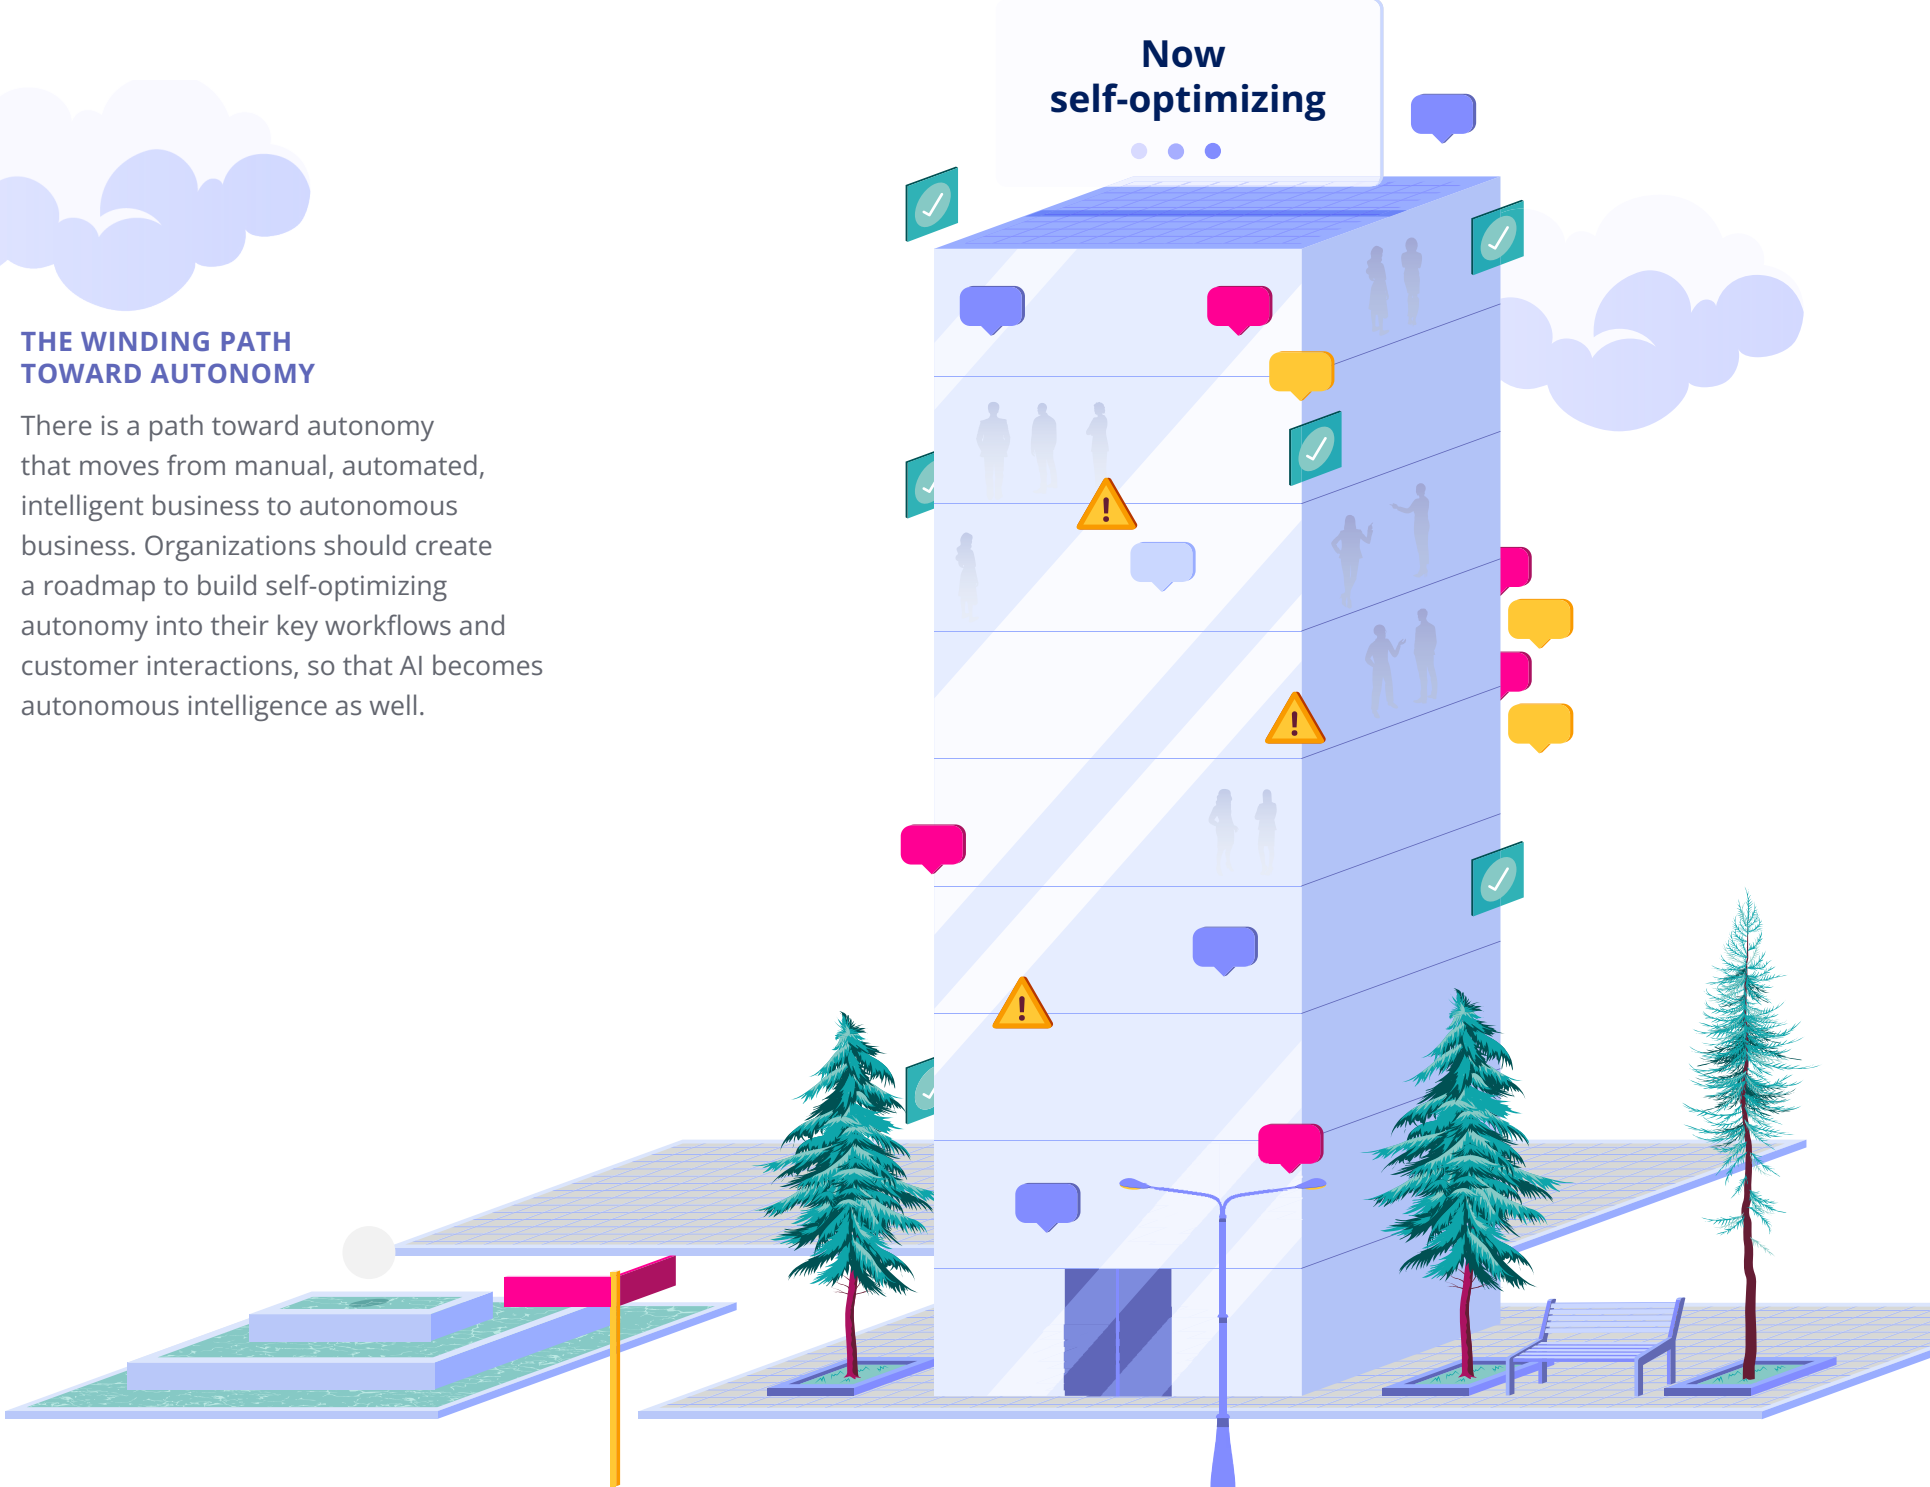 Now
self-optimizing
THE WINDING PATH
TOWARD AUTONOMY
There is a path toward autonomy
that moves from manual, automated,
intelligent business to autonomous
business. Organizations should create
a roadmap to build self-optimizing
autonomy into their key workflows and
customer interactions, so that AI becomes
autonomous intelligence as well.